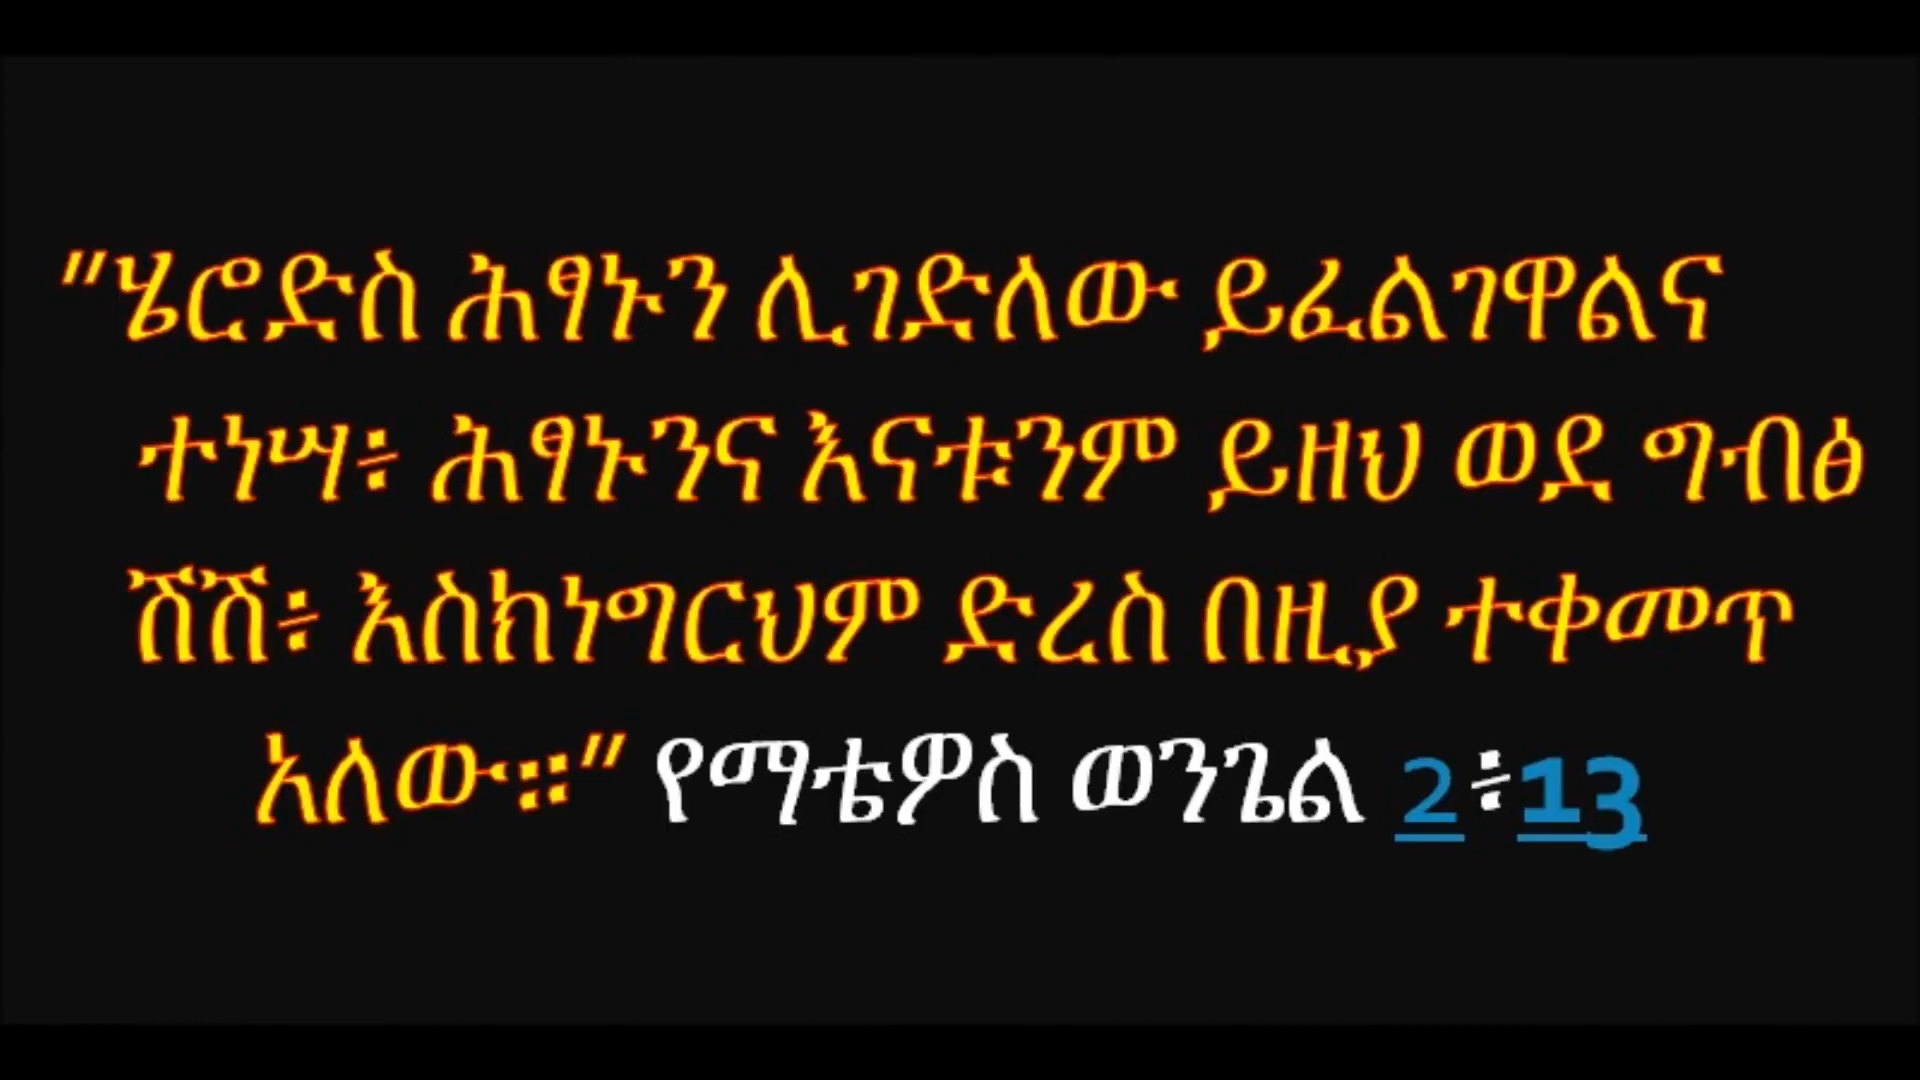 "ሄሮድስ ሕፃኑን ሊገድለው ይፈልገዋልና
ተነሣ፥ ሕፃኑንና እናቱንም ይዘህ ወደ ግብፅ
ሽሽ፥ እስክነግርህም ድረስ በዚያ ተቀመጥ
አለው።" የማቴዎስ ወንጌል 2፥13